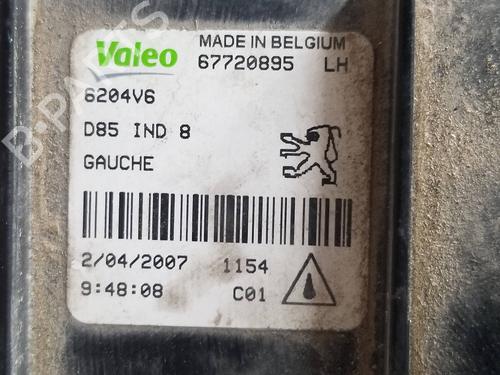 Valeo MADE IN BELGIUM
67720895 LH
6204V6
D85 IND 8
GAUCHE
2/04/2007 1154
9:48:08 C01
B-PARTS